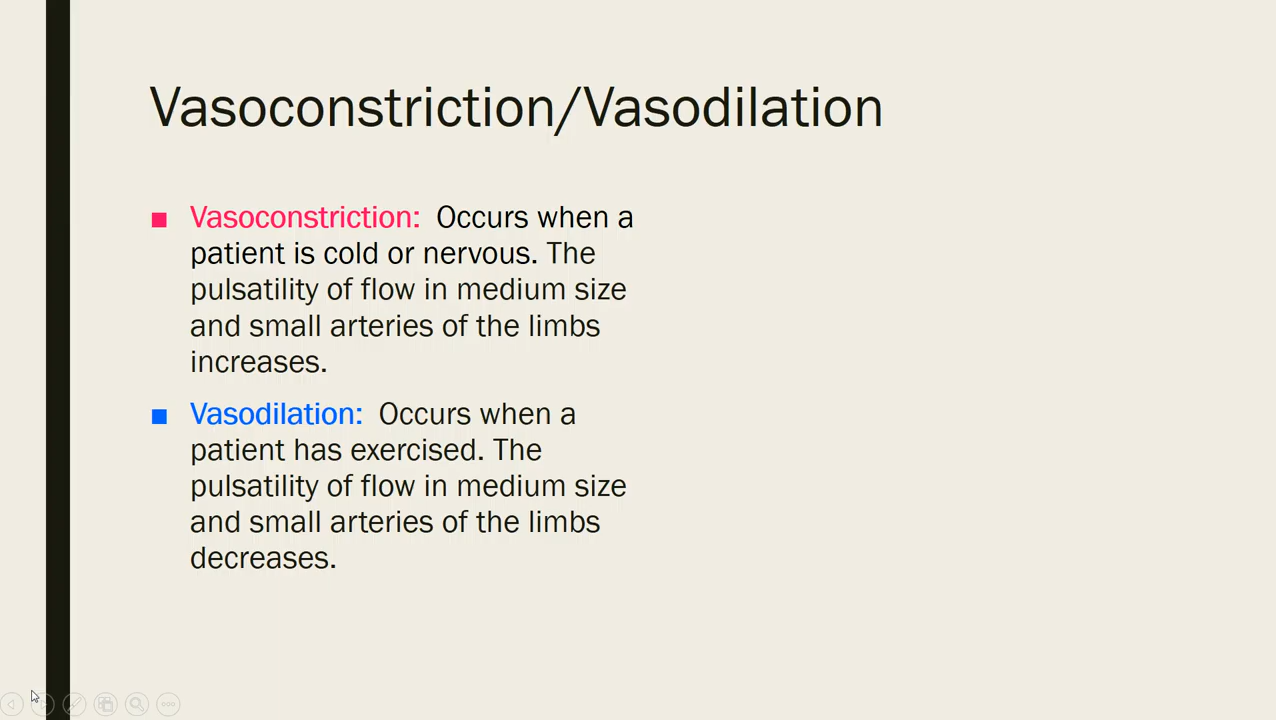 Vasoconstriction/Vasodilation
Vasoconstriction: Occurs when a
patient is cold or nervous. The
pulsatility of flow in medium size
and small arteries of the limbs
increases.
Vasodilation: Occurs when a
patient has exercised. The
pulsatility of flow in medium size
and small arteries of the limbs
decreases.